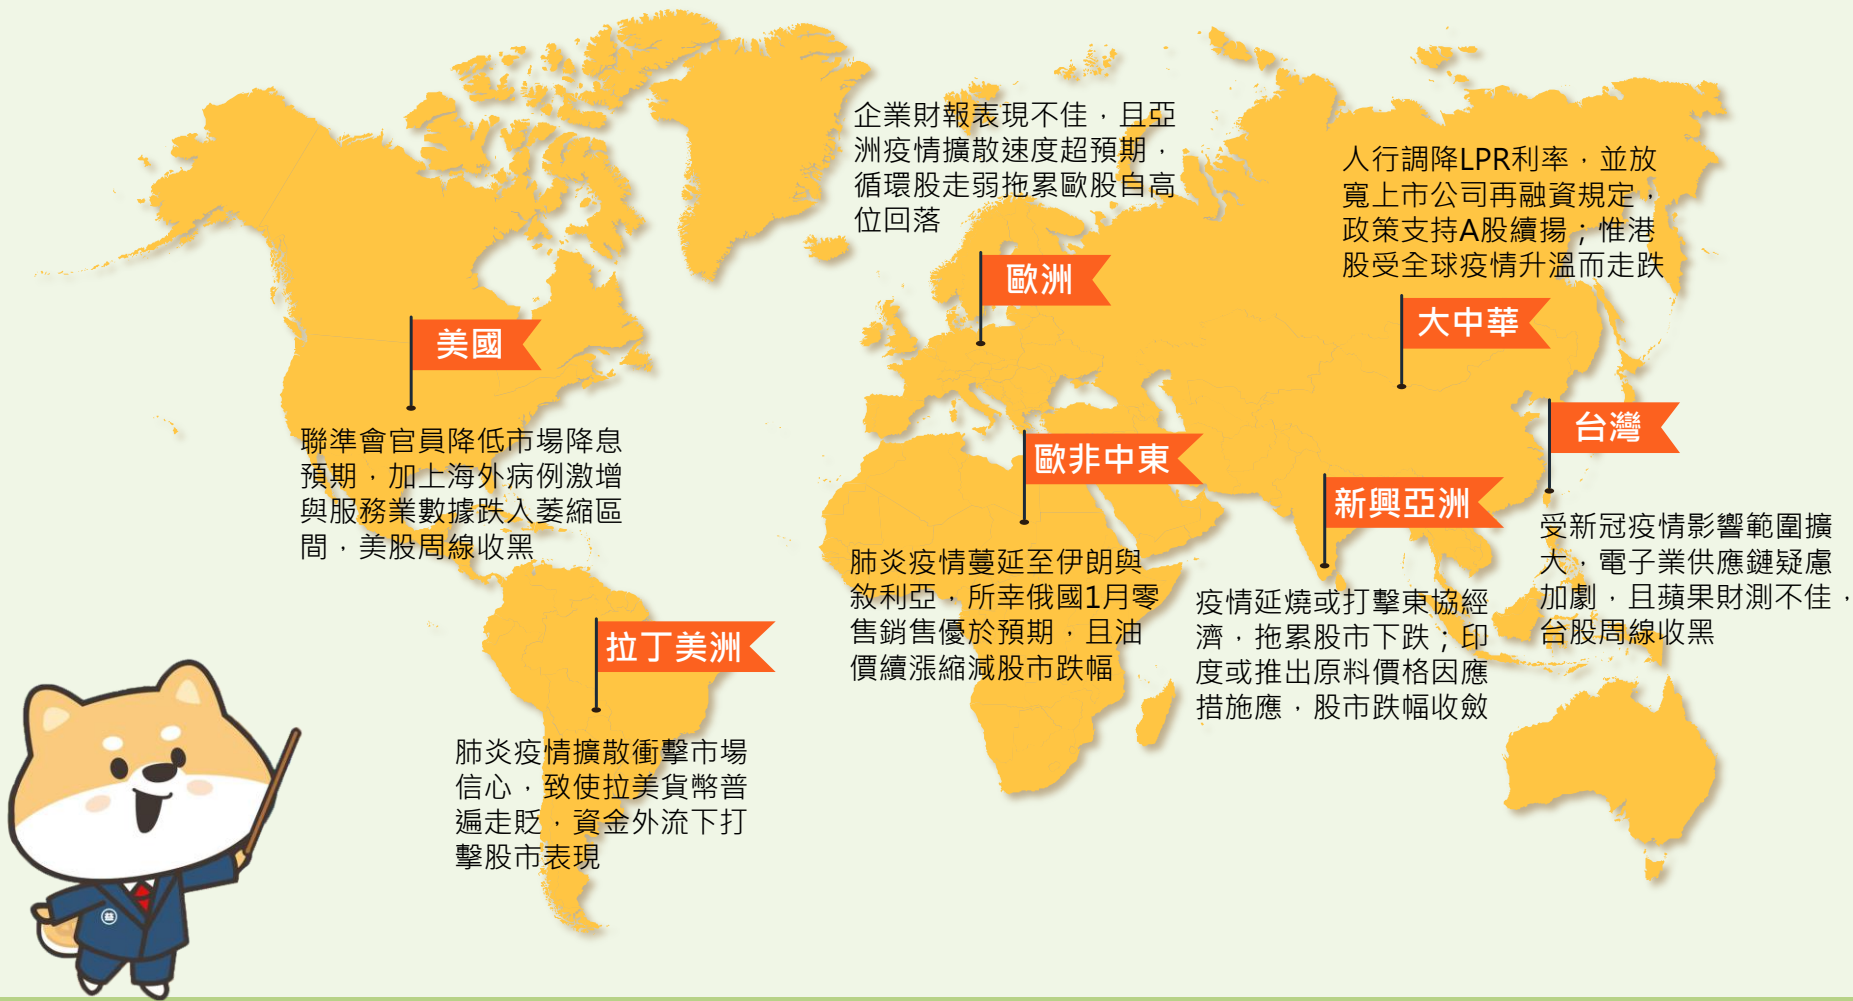 企業財報表現不佳，且亞
洲疫情擴散速度超預期，
循環股走弱拖累歐股自高
位回落
歐洲
人行調降LPR利率，並放
寬上市公司再融資規定，
政策支持A股續揚；惟港
股受全球疫情升溫而走跌
大中華
美國
聯準會官員降低市場降息
預期，加上海外病例激增
與服務業數據跌入萎縮區
間，美股周線收黑
歐非中東
肺炎疫情蔓延至伊朗與
敘利亞，所幸俄國1月零
售銷售優於預期，且油
價續漲縮減股市跌幅
新興亞洲
疫情延燒或打擊東協經
濟，拖累股市下跌；印
度或推出原料價格因應
措施應，股市跌幅收斂
台灣
受新冠疫情影響範圍擴
大，電子業供應鏈疑慮
加劇，且蘋果財測不佳，
台股周線收黑
拉丁美洲
肺炎疫情擴散衝擊市場
信心，致使拉美貨幣普
遍走貶，資金外流下打
擊股市表現